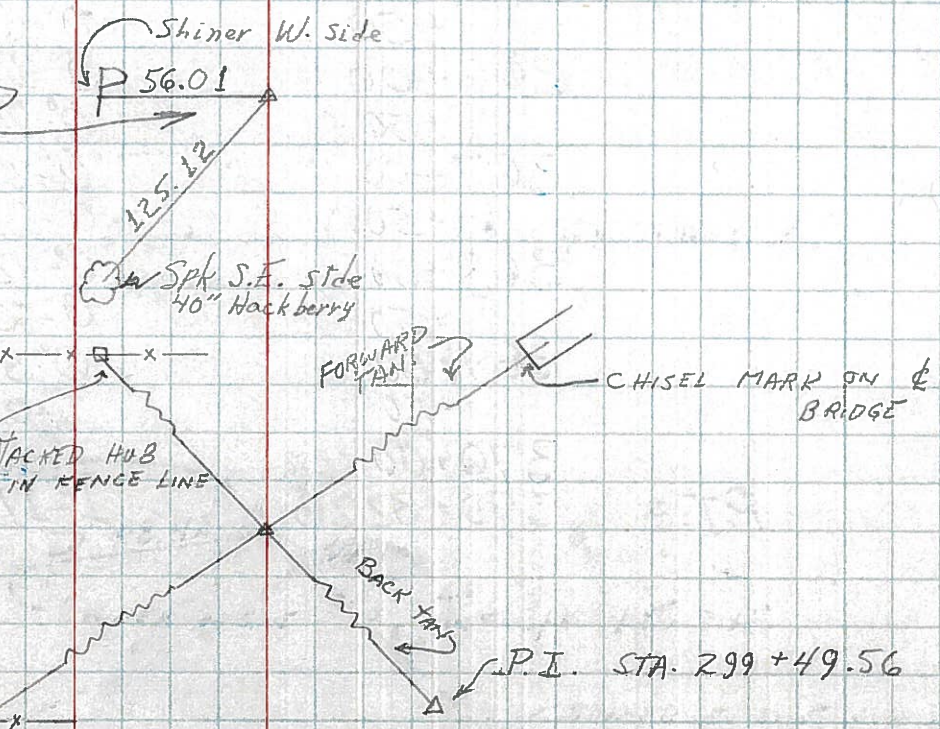 Shiner W. Side
P 56.01
125.12
Spk S.E. side
40" Hackberry
x x x
FORWARD
TAN.
CHISEL MARK ON ℄
BRIDGE
TACKED HUB
IN FENCE LINE
BACK TAN
P.I. STA. 299+49.56
x